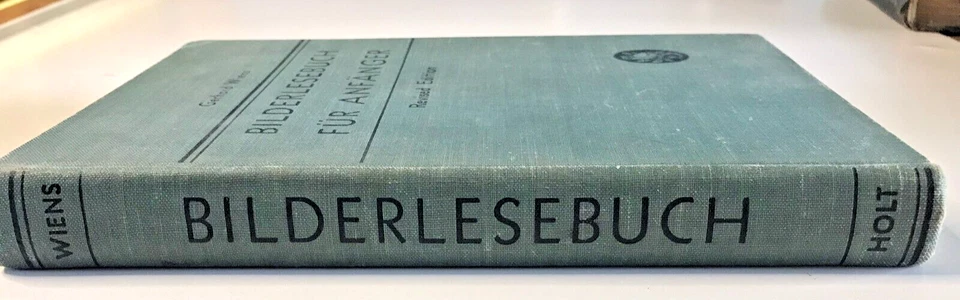 Gerhard Wiens
BILDERLESEBUCH
FÜR ANFÄNGER
Revised Edition
WIENS
BILDERLESEBUCH
HOLT